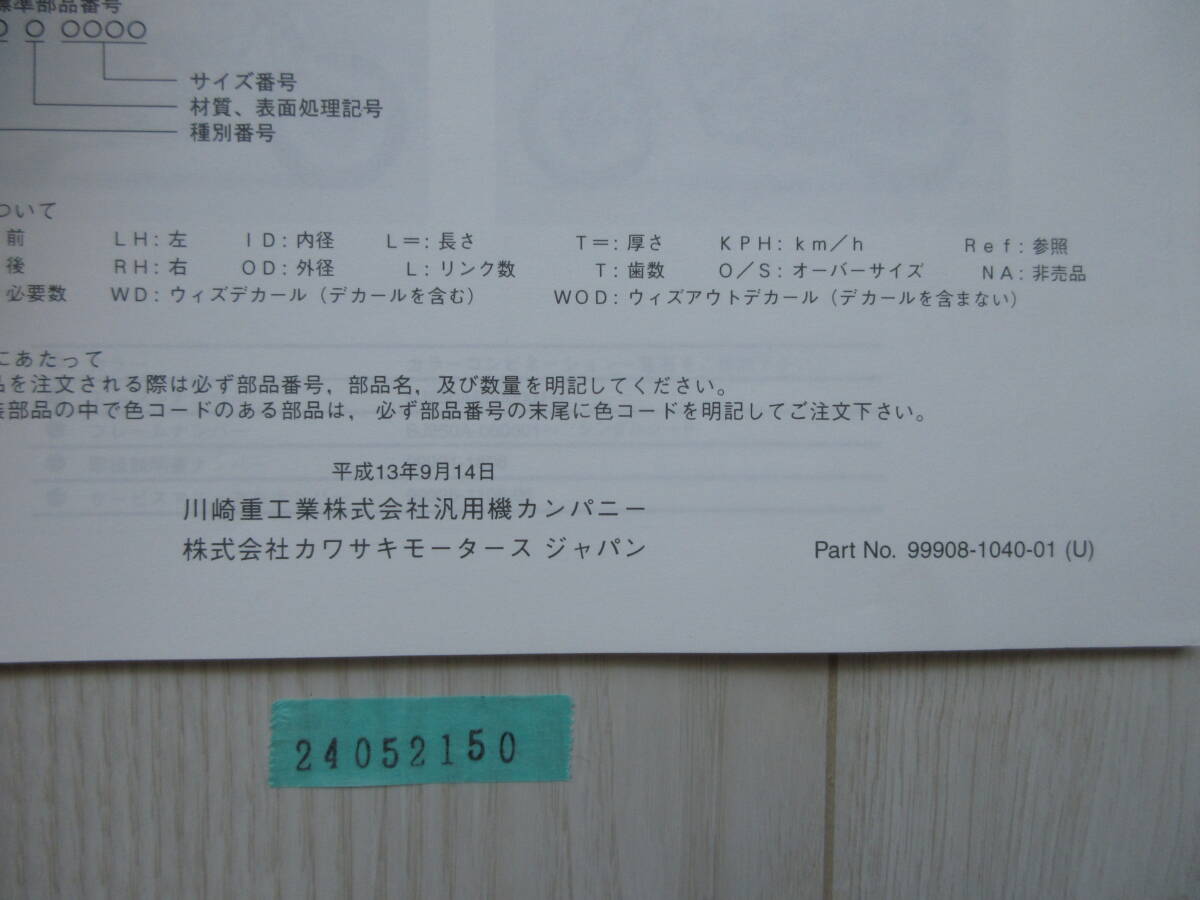 標準部品番号
○ ○ ○○○○
サイズ番号
材質、表面処理記号
種別番号
ついて
前 LH:左 ID:内径 L=:長さ T=:厚さ KPH:km/h Ref:参照
後 RH:右 OD:外径 L:リンク数 T:歯数 O/S:オーバーサイズ NA:非売品
必要数 WD:ウィズデカール(デカールを含む) WOD:ウィズアウトデカール(デカールを含まない)
にあたって
品を注文される際は必ず部品番号,部品名,及び数量を明記してください。
装部品の中で色コードのある部品は, 必ず部品番号の末尾に色コードを明記してご注文下さい。
平成13年9月14日
川崎重工業株式会社汎用機カンパニー
株式会社カワサキモータース ジャパン
Part No. 99908-1040-01 (U)
24052150